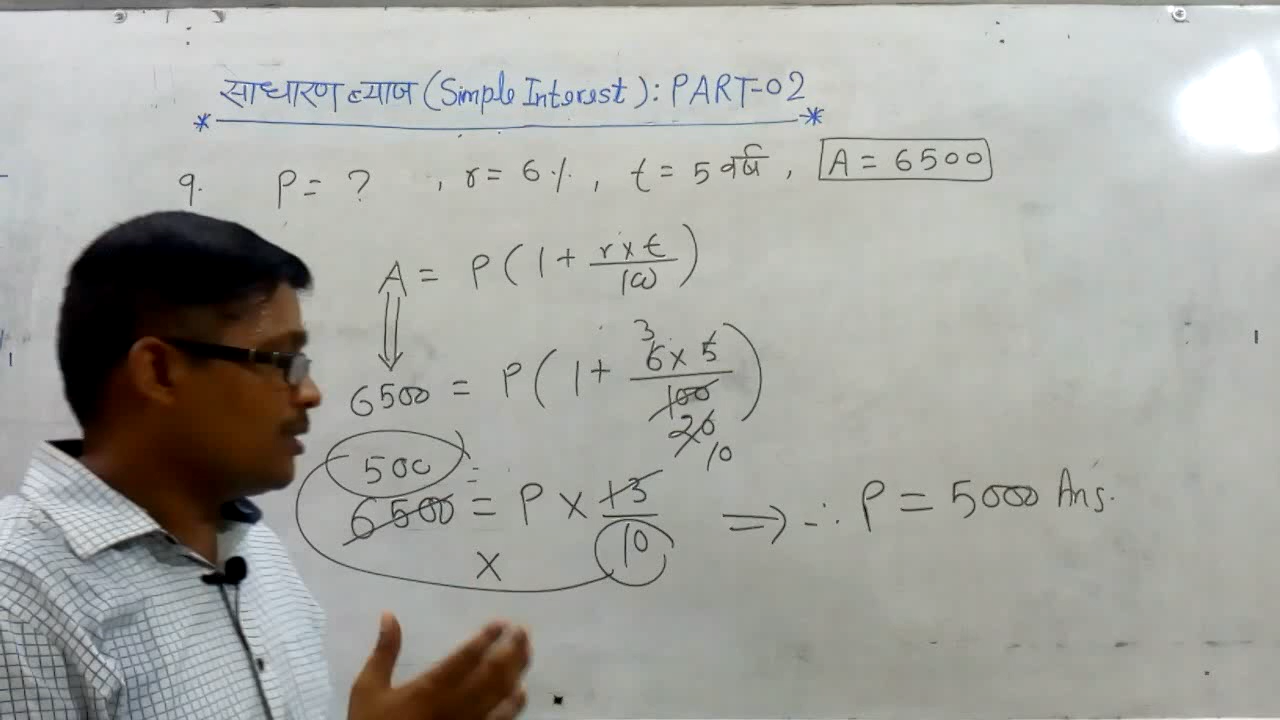 साधारण ब्याज (Simple Interest): PART-02
9. P = ? , r = 6% , t = 5 वर्ष , A = 6500
A = P ( 1 + r x t / 100 )
6500 = P ( 1 + 6 x 5 / 100 )
3
20
10
500
6500 = P x 13 / 10 ⇒ ∴ P = 5000 Ans.
x